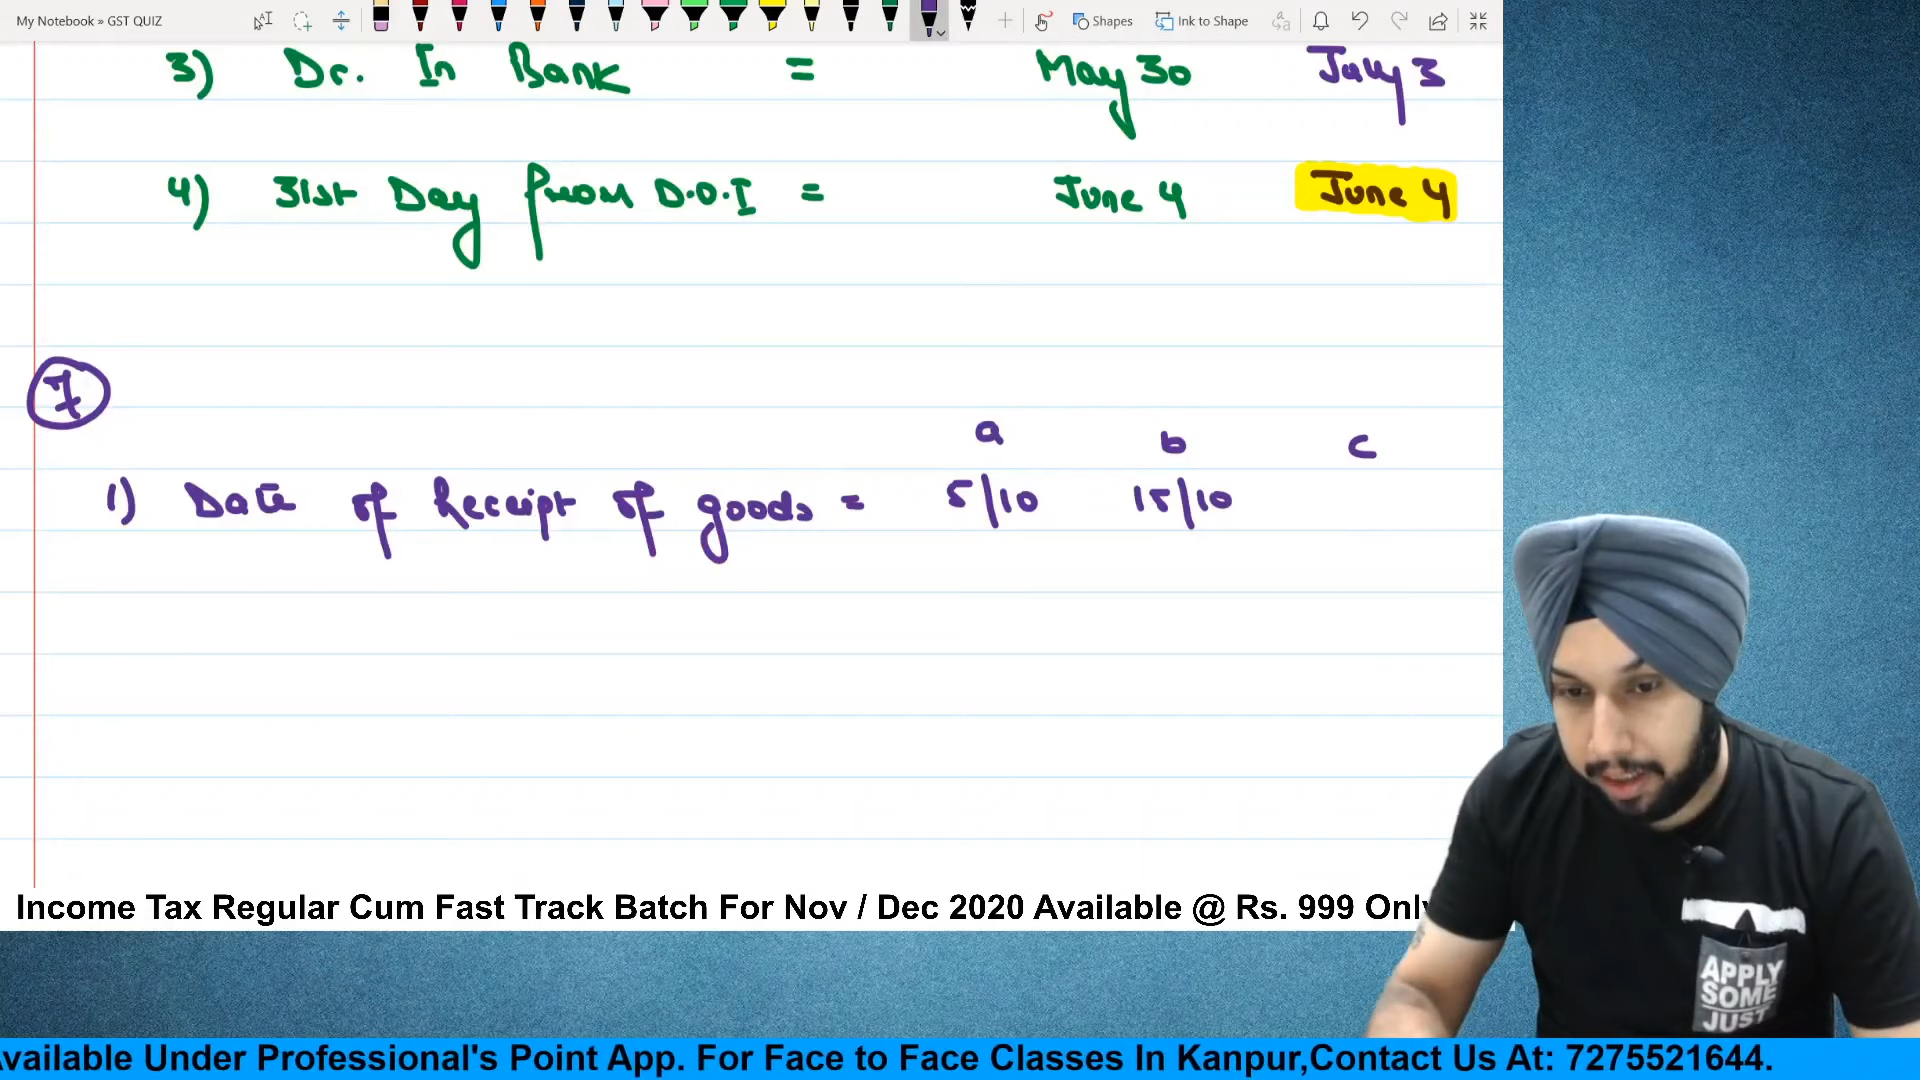 My Notebook » GST QUIZ
Shapes
Ink to Shape
3) Dr. In Bank = May 30 July 3
4) 31st Day from D.O.I = June 4 June 4
7
a b c
1) Date of Receipt of goods = 5/10 15/10
Income Tax Regular Cum Fast Track Batch For Nov / Dec 2020 Available @ Rs. 999 Only
APPLY
SOME
JUST
Available Under Professional's Point App. For Face to Face Classes In Kanpur,Contact Us At: 7275521644.